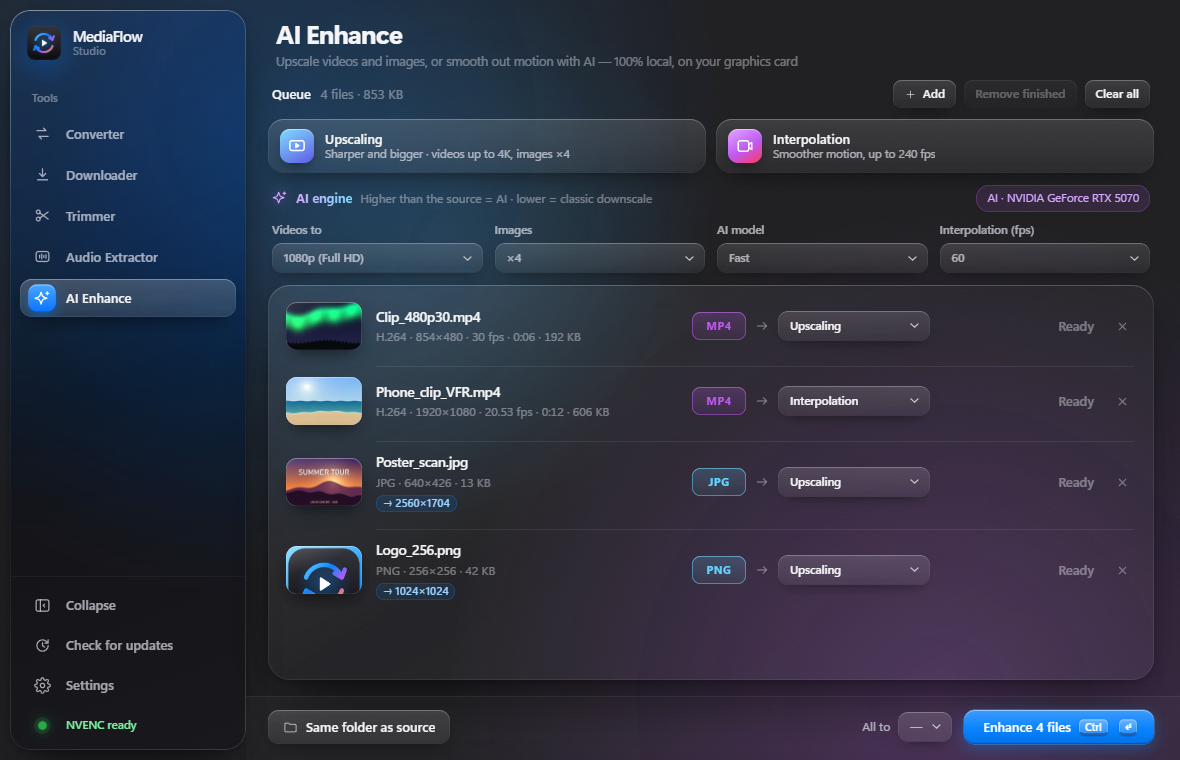 MediaFlow
Studio
Tools
Converter
Downloader
Trimmer
Audio Extractor
AI Enhance
Collapse
Check for updates
Settings
NVENC ready
AI Enhance
Upscale videos and images, or smooth out motion with AI — 100% local, on your graphics card
Queue 4 files · 853 KB
+ Add
Remove finished
Clear all
Upscaling
Sharper and bigger · videos up to 4K, images ×4
Interpolation
Smoother motion, up to 240 fps
AI engine Higher than the source = AI · lower = classic downscale
AI · NVIDIA GeForce RTX 5070
Videos to
1080p (Full HD)
Images
×4
AI model
Fast
Interpolation (fps)
60
Clip_480p30.mp4
H.264 · 854×480 · 30 fps · 0:06 · 192 KB
MP4 → Upscaling Ready ×
Phone_clip_VFR.mp4
H.264 · 1920×1080 · 20.53 fps · 0:12 · 606 KB
MP4 → Interpolation Ready ×
SUMMER TOUR
Poster_scan.jpg
JPG · 640×426 · 13 KB
→ 2560×1704
JPG → Upscaling Ready ×
Logo_256.png
PNG · 256×256 · 42 KB
→ 1024×1024
PNG → Upscaling Ready ×
Same folder as source
All to —
Enhance 4 files Ctrl ⏎